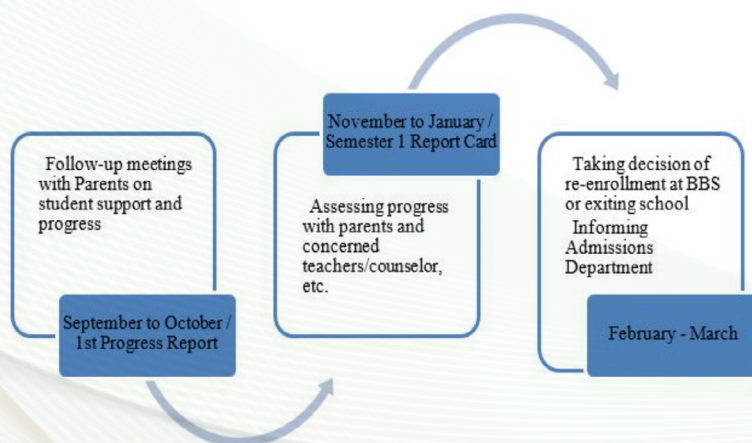 Follow-up meetings
with Parents on
student support and
progress
September to October /
1st Progress Report
November to January /
Semester 1 Report Card
Assessing progress
with parents and
concerned
teachers/counselor,
etc.
Taking decision of
re-enrollment at BBS
or exiting school
Informing
Admissions
Department
February - March